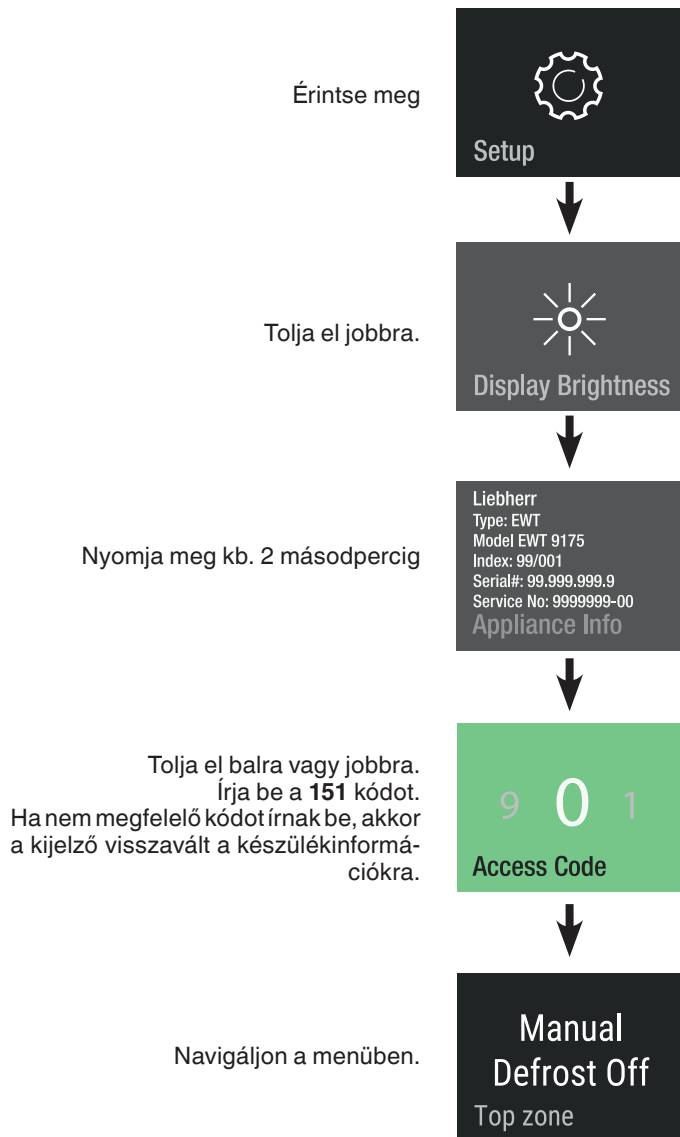 Érintse meg
Setup
Tolja el jobbra.
Display Brightness
Nyomja meg kb. 2 másodpercig
Liebherr
Type: EWT
Model EWT 9175
Index: 99/001
Serial#: 99.999.999.9
Service No: 9999999-00
Appliance Info
Tolja el balra vagy jobbra.
Írja be a 151 kódot.
Ha nem megfelelő kódot írnak be, akkor
a kijelző visszavált a készülékinformá-
ciókra.
9 0 1
Access Code
Navigáljon a menüben.
Manual
Defrost Off
Top zone